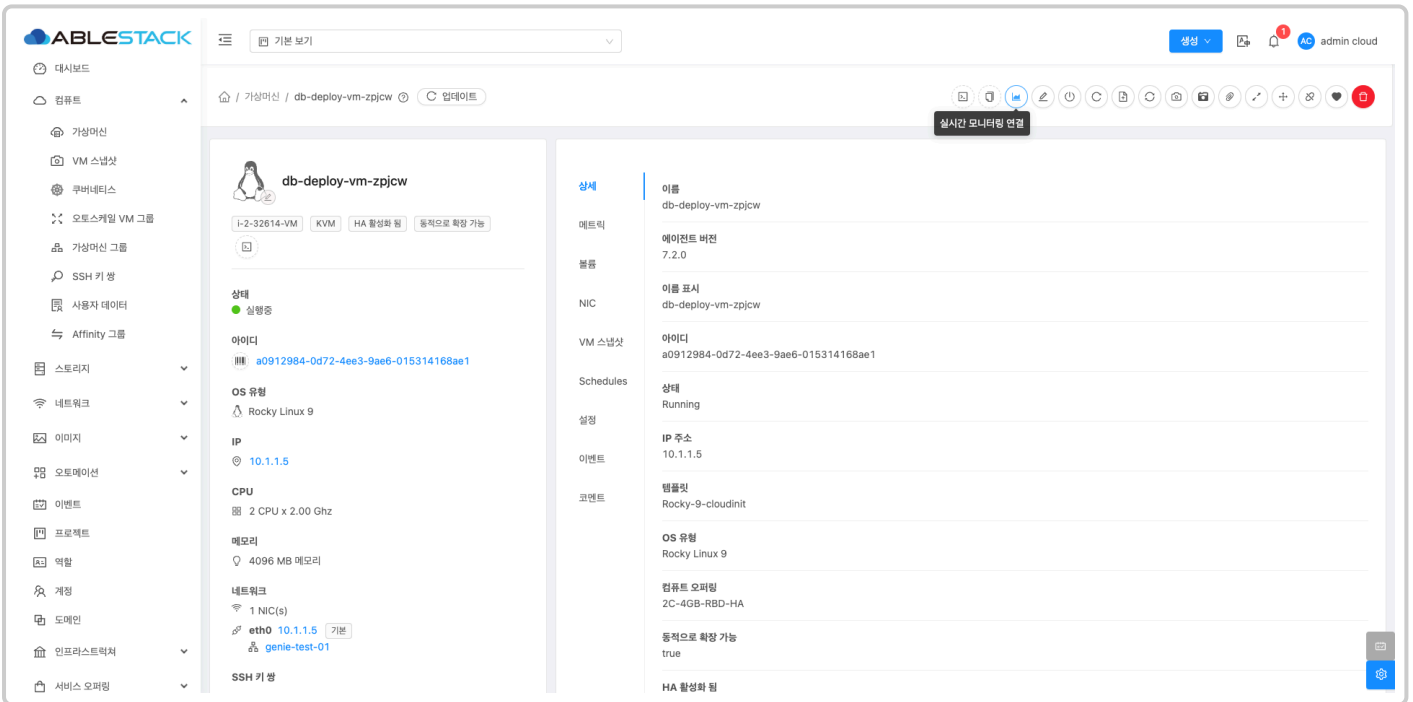 ABLESTACK
기본 보기
생성
1
AC
admin cloud
대시보드
컴퓨트
가상머신
VM 스냅샷
쿠버네티스
오토스케일 VM 그룹
가상머신 그룹
SSH 키 쌍
사용자 데이터
Affinity 그룹
스토리지
네트워크
이미지
오토메이션
이벤트
프로젝트
역할
계정
도메인
인프라스트럭쳐
서비스 오퍼링
/ 가상머신 / db-deploy-vm-zpjcw
업데이트
실시간 모니터링 연결
db-deploy-vm-zpjcw
i-2-32614-VM KVM HA 활성화 됨 동적으로 확장 가능
상태
실행중
아이디
a0912984-0d72-4ee3-9ae6-015314168ae1
OS 유형
Rocky Linux 9
IP
10.1.1.5
CPU
2 CPU x 2.00 Ghz
메모리
4096 MB 메모리
네트워크
1 NIC(s)
eth0 10.1.1.5 기본
genie-test-01
SSH 키 쌍
상세
메트릭
볼륨
NIC
VM 스냅샷
Schedules
설정
이벤트
코멘트
이름
db-deploy-vm-zpjcw
에이전트 버전
7.2.0
이름 표시
db-deploy-vm-zpjcw
아이디
a0912984-0d72-4ee3-9ae6-015314168ae1
상태
Running
IP 주소
10.1.1.5
템플릿
Rocky-9-cloudinit
OS 유형
Rocky Linux 9
컴퓨트 오퍼링
2C-4GB-RBD-HA
동적으로 확장 가능
true
HA 활성화 됨